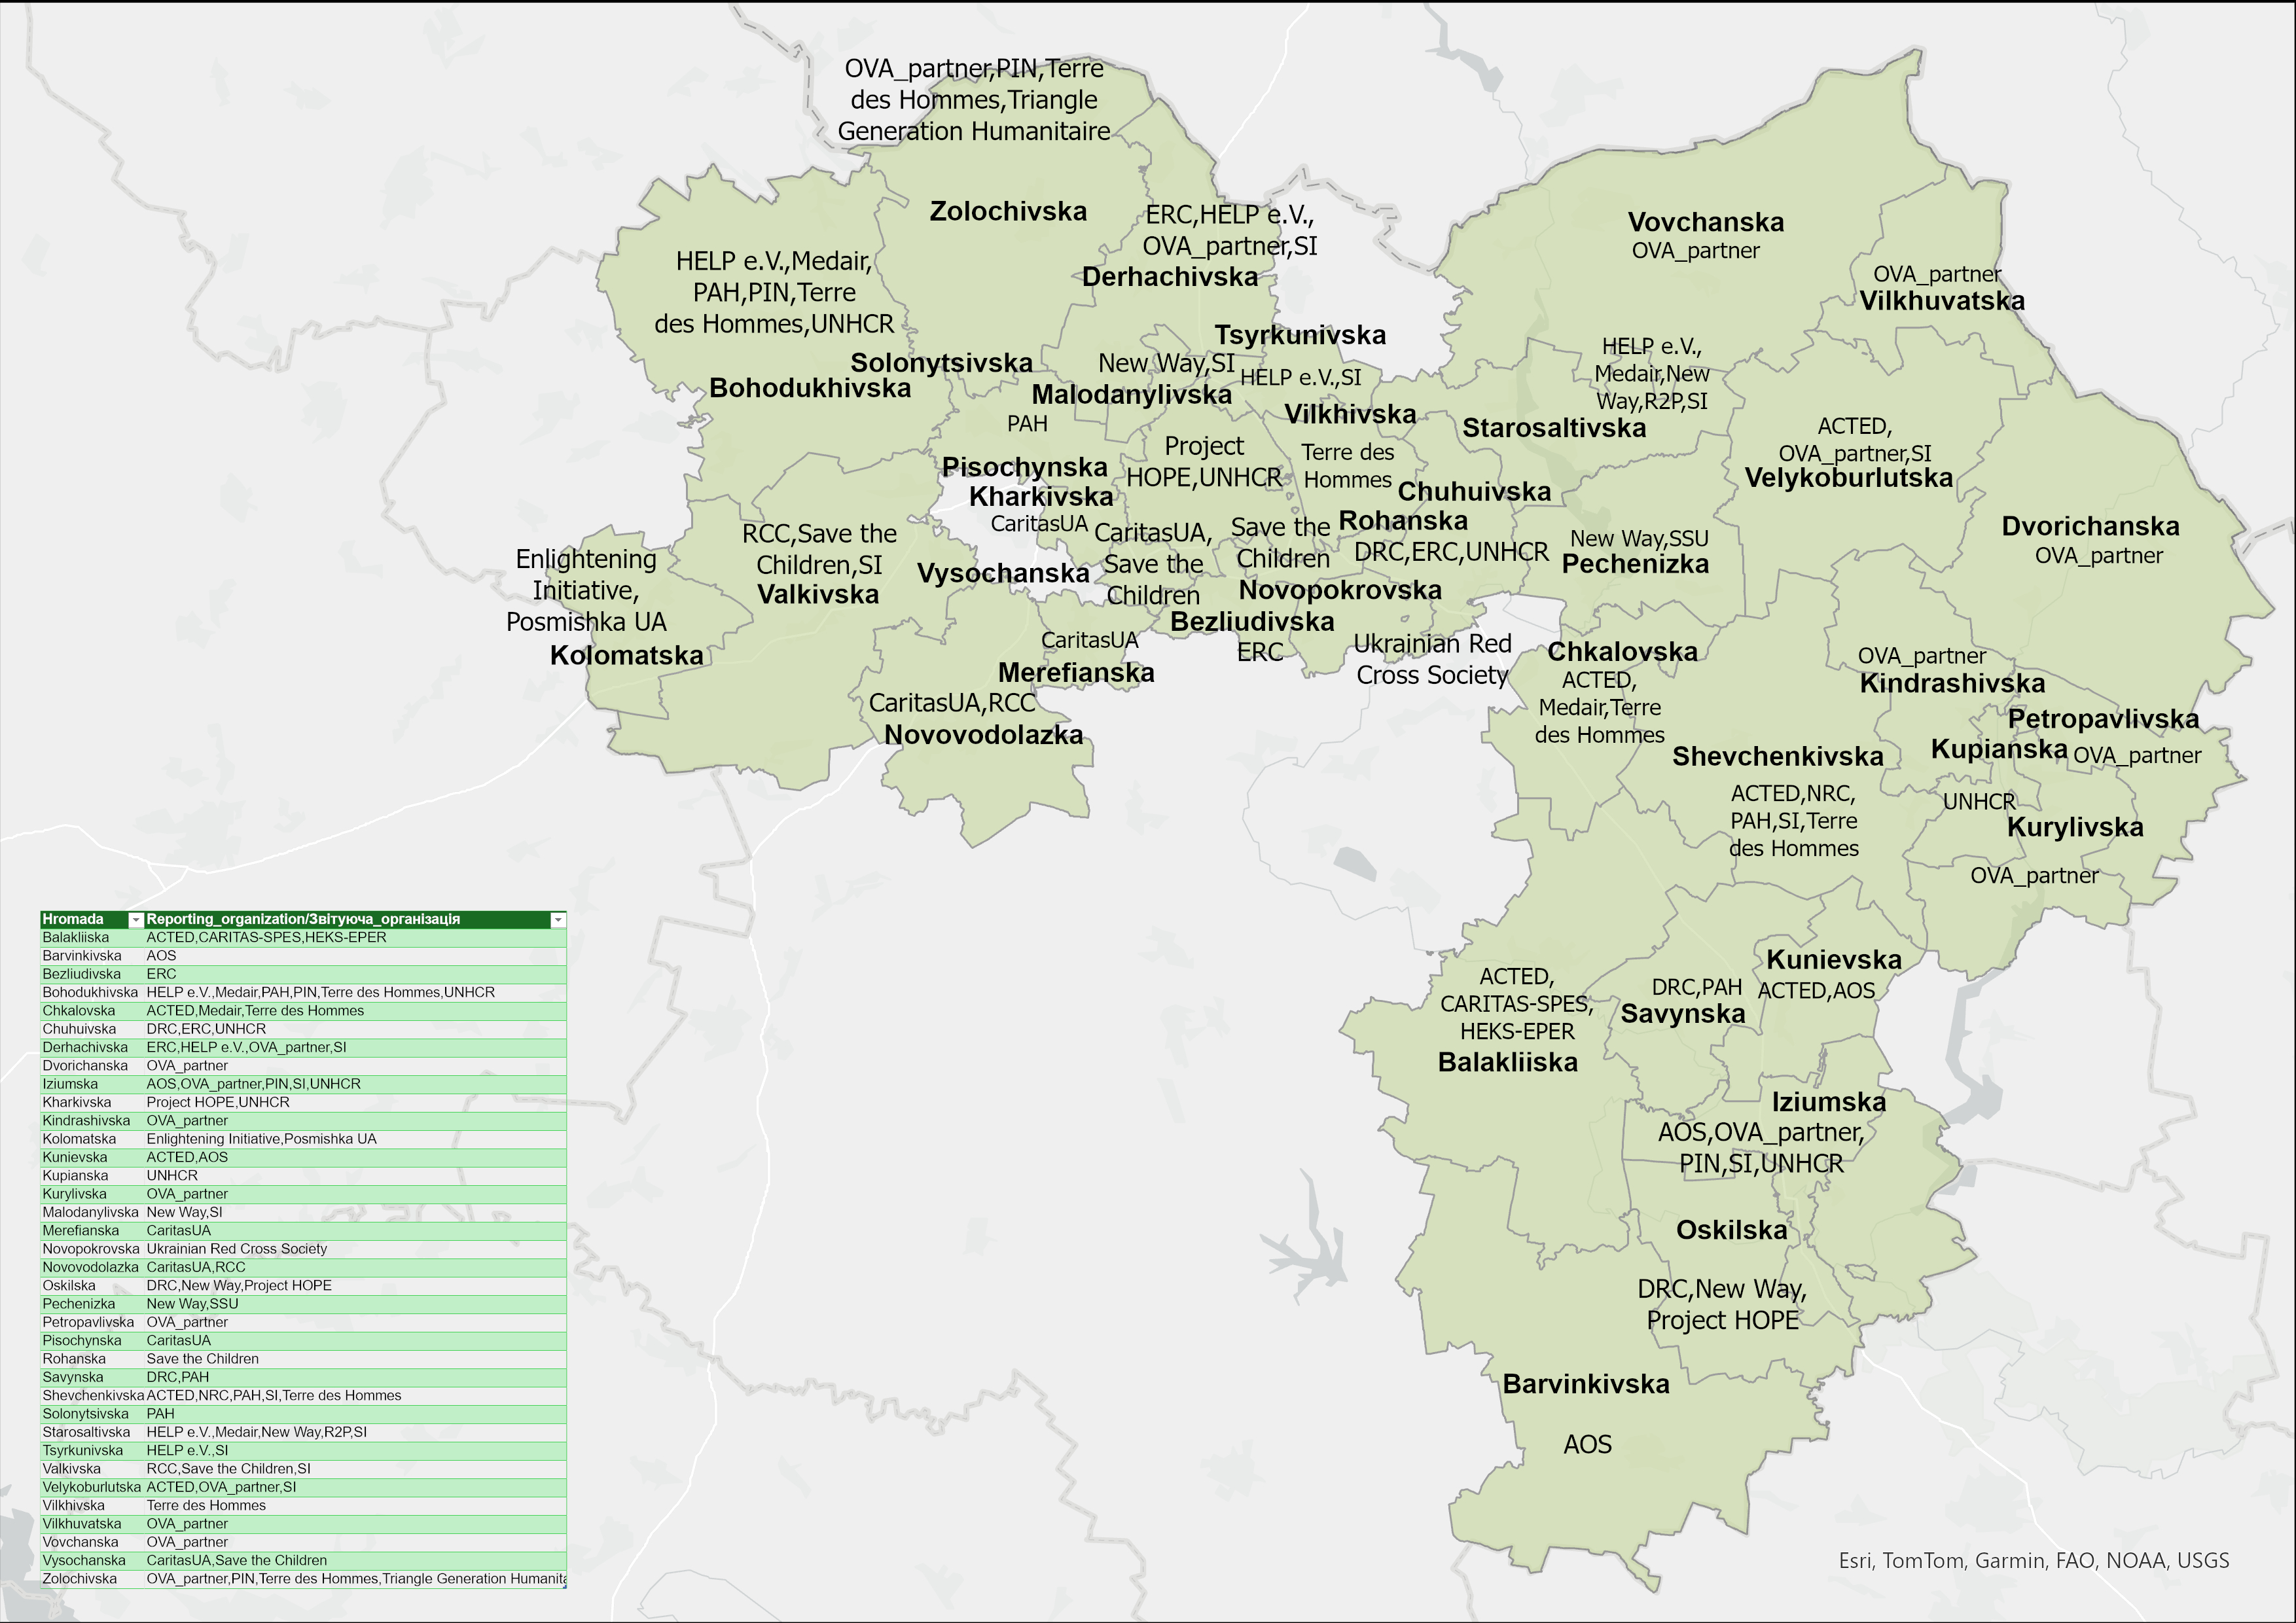 OVA_partner,PIN,Terre
des Hommes,Triangle
Generation Humanitaire
Zolochivska
ERC,HELP e.V.,
OVA_partner,SI
Derhachivska
HELP e.V.,Medair,
PAH,PIN,Terre
des Hommes,UNHCR
Bohodukhivska
Solonytsivska
PAH
New Way,SI
Malodanylivska
Tsyrkunivska
HELP e.V.,SI
Vilkhivska
Terre des
Hommes
Project
HOPE,UNHCR
Pisochynska
Kharkivska
CaritasUA
CaritasUA,
Save the
Children
Vysochanska
Save the
Children
Rohanska
Chuhuivska
DRC,ERC,UNHCR
Novopokrovska
Ukrainian Red
Cross Society
Bezliudivska
ERC
RCC,Save the
Children,SI
Valkivska
Enlightening
Initiative,
Posmishka UA
Kolomatska
CaritasUA
Merefianska
CaritasUA,RCC
Novovodolazka
Vovchanska
OVA_partner
OVA_partner
Vilkhuvatska
HELP e.V.,
Medair,New
Way,R2P,SI
Starosaltivska
ACTED,
OVA_partner,SI
Velykoburlutska
Dvorichanska
OVA_partner
New Way,SSU
Pechenizka
Chkalovska
ACTED,
Medair,Terre
des Hommes
OVA_partner
Kindrashivska
Petropavlivska
OVA_partner
Kupianska
UNHCR
Shevchenkivska
ACTED,NRC,
PAH,SI,Terre
des Hommes
Kurylivska
OVA_partner
Kunievska
ACTED,AOS
DRC,PAH
Savynska
ACTED,
CARITAS-SPES,
HEKS-EPER
Balakliiska
Iziumska
AOS,OVA_partner,
PIN,SI,UNHCR
Oskilska
DRC,New Way,
Project HOPE
Barvinkivska
AOS
Hromada Reporting_organization/Звітуюча_організація
Balakliiska ACTED,CARITAS-SPES,HEKS-EPER
Barvinkivska AOS
Bezliudivska ERC
Bohodukhivska HELP e.V.,Medair,PAH,PIN,Terre des Hommes,UNHCR
Chkalovska ACTED,Medair,Terre des Hommes
Chuhuivska DRC,ERC,UNHCR
Derhachivska ERC,HELP e.V.,OVA_partner,SI
Dvorichanska OVA_partner
Iziumska AOS,OVA_partner,PIN,SI,UNHCR
Kharkivska Project HOPE,UNHCR
Kindrashivska OVA_partner
Kolomatska Enlightening Initiative,Posmishka UA
Kunievska ACTED,AOS
Kupianska UNHCR
Kurylivska OVA_partner
Malodanylivska New Way,SI
Merefianska CaritasUA
Novopokrovska Ukrainian Red Cross Society
Novovodolazka CaritasUA,RCC
Oskilska DRC,New Way,Project HOPE
Pechenizka New Way,SSU
Petropavlivska OVA_partner
Pisochynska CaritasUA
Rohanska Save the Children
Savynska DRC,PAH
Shevchenkivska ACTED,NRC,PAH,SI,Terre des Hommes
Solonytsivska PAH
Starosaltivska HELP e.V.,Medair,New Way,R2P,SI
Tsyrkunivska HELP e.V.,SI
Valkivska RCC,Save the Children,SI
Velykoburlutska ACTED,OVA_partner,SI
Vilkhivska Terre des Hommes
Vilkhuvatska OVA_partner
Vovchanska OVA_partner
Vysochanska CaritasUA,Save the Children
Zolochivska OVA_partner,PIN,Terre des Hommes,Triangle Generation Humanita
Esri, TomTom, Garmin, FAO, NOAA, USGS